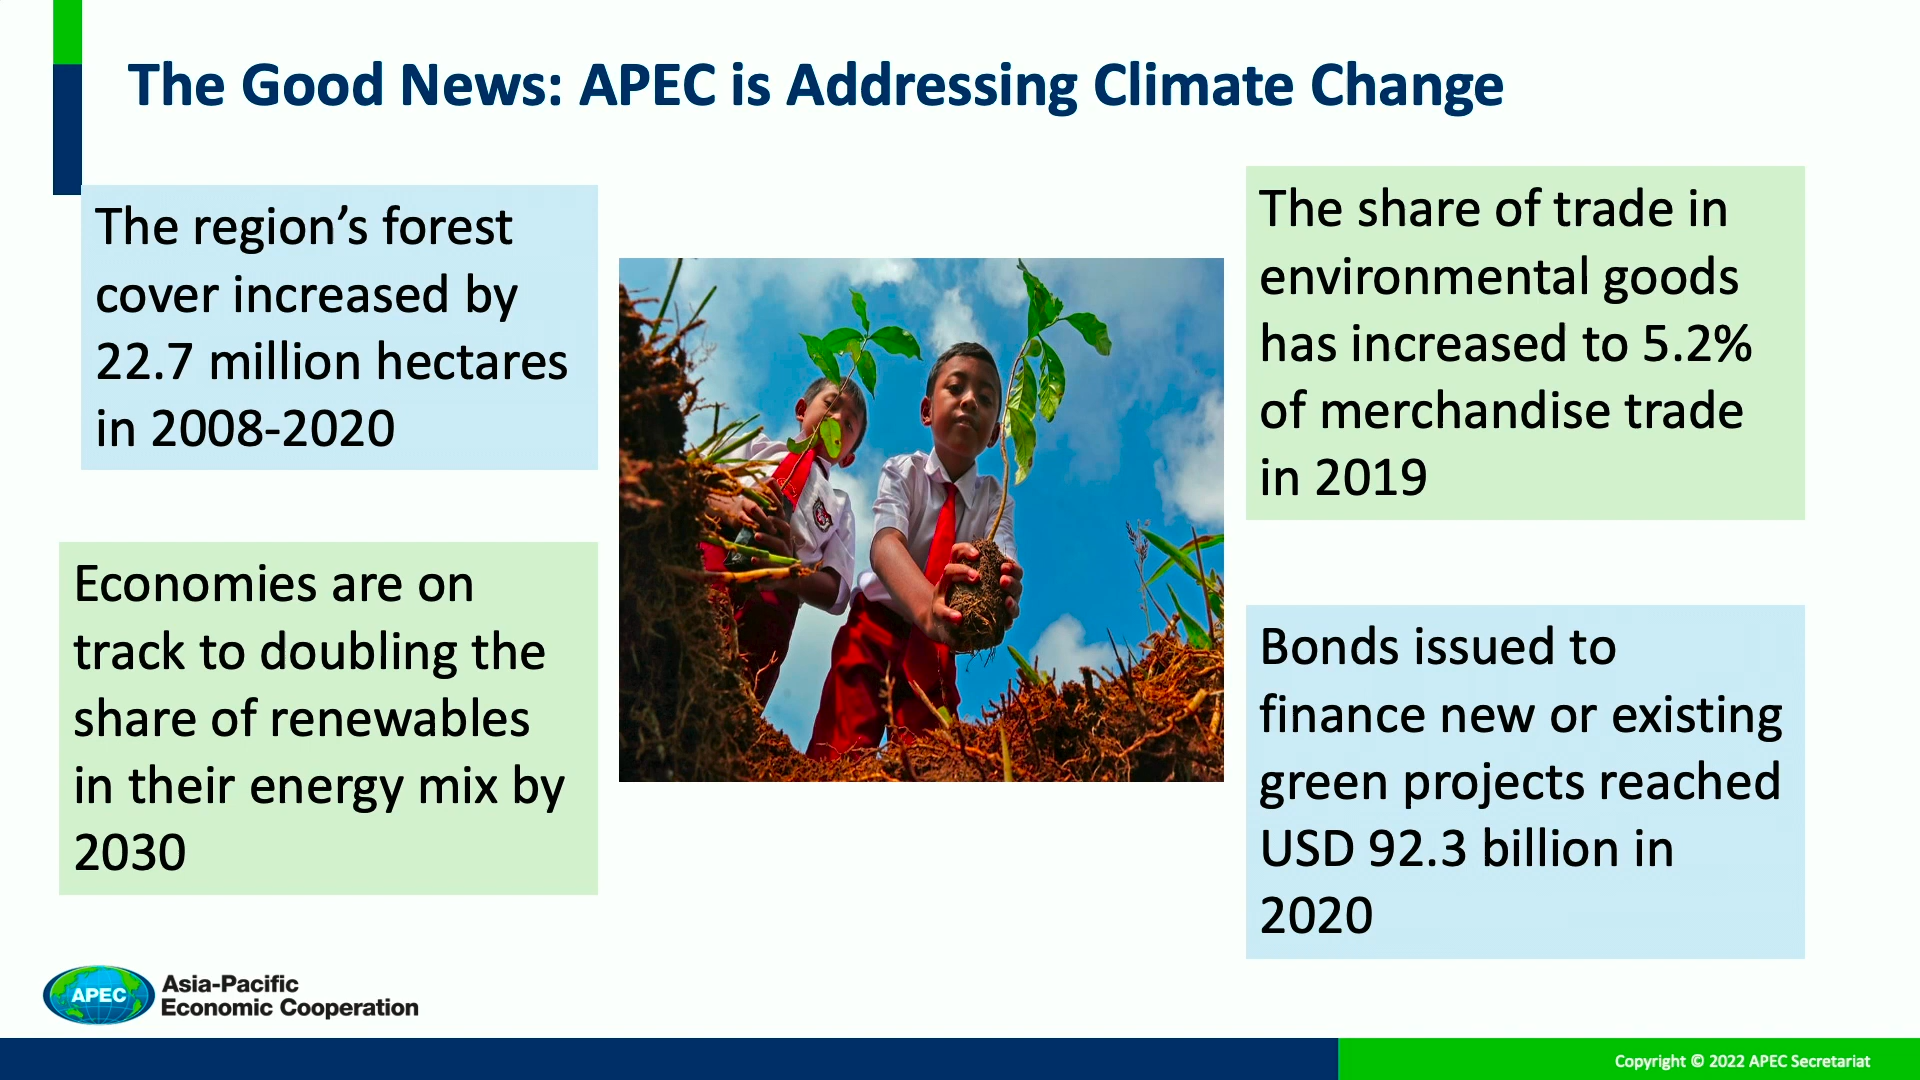 The Good News: APEC is Addressing Climate Change
The region’s forest
cover increased by
22.7 million hectares
in 2008-2020
Economies are on
track to doubling the
share of renewables
in their energy mix by
2030
The share of trade in
environmental goods
has increased to 5.2%
of merchandise trade
in 2019
Bonds issued to
finance new or existing
green projects reached
USD 92.3 billion in
2020
APEC
Asia-Pacific
Economic Cooperation
Copyright © 2022 APEC Secretariat